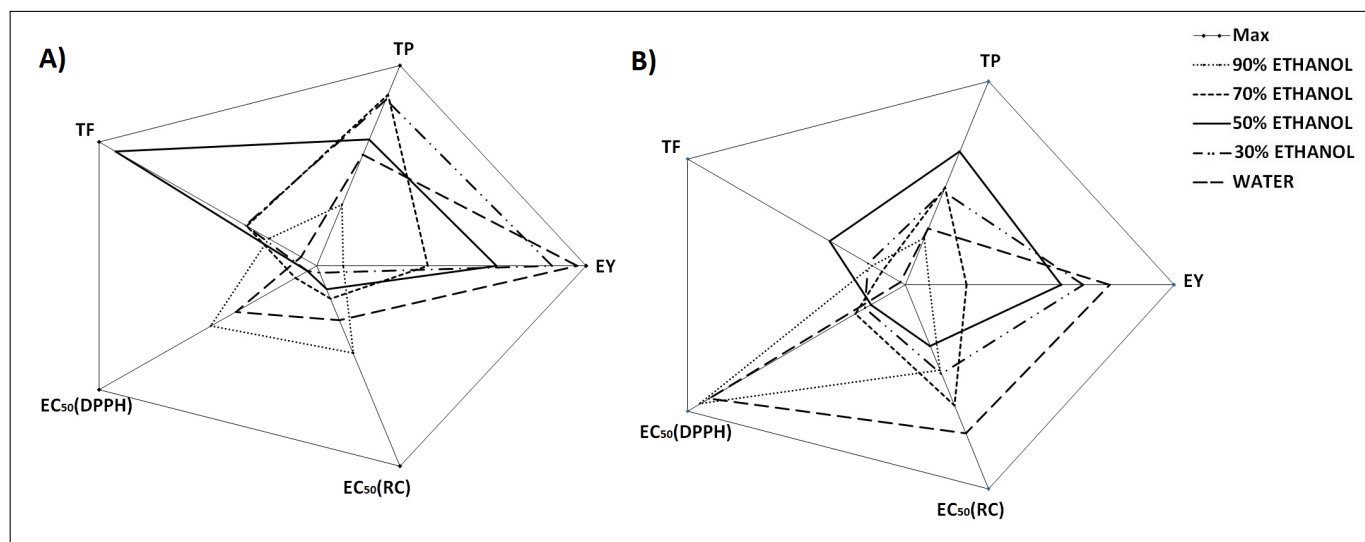 A)
TP
TF
EY
EC₅₀(DPPH)
EC₅₀(RC)
B)
TP
TF
EY
EC₅₀(DPPH)
EC₅₀(RC)
Max
90% ETHANOL
70% ETHANOL
50% ETHANOL
30% ETHANOL
WATER